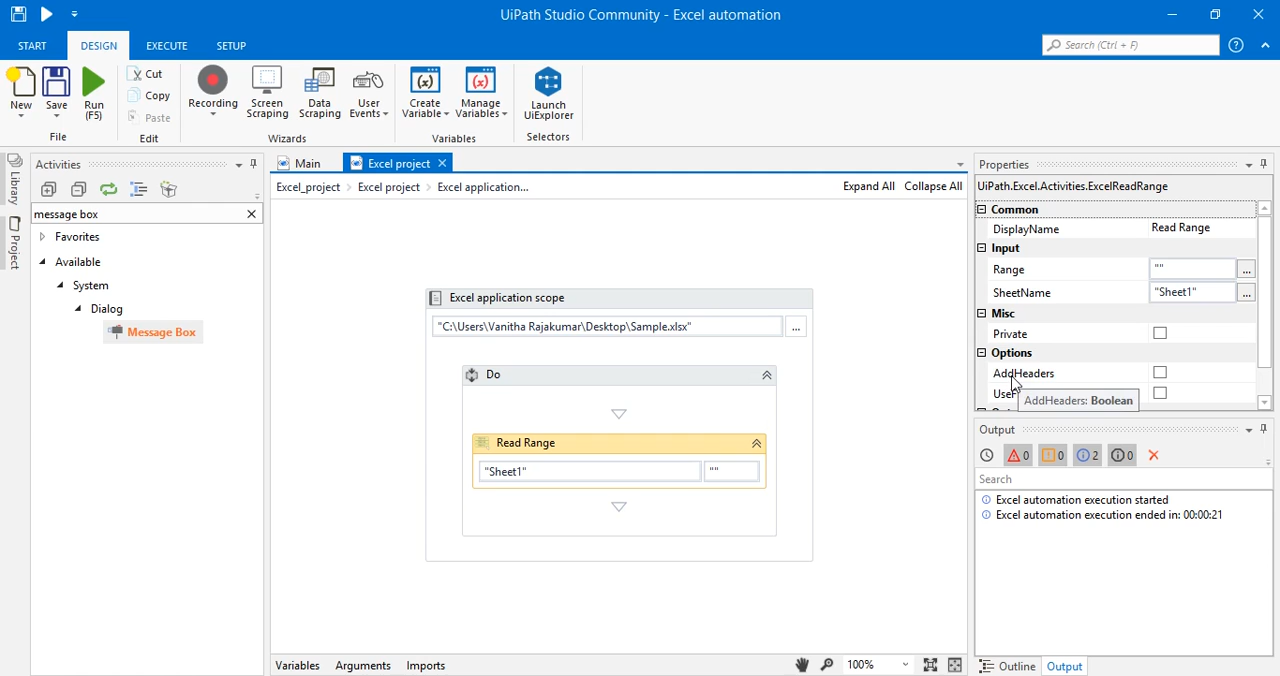 UiPath Studio Community - Excel automation
START DESIGN EXECUTE SETUP
Search (Ctrl + F)
New Save Run (F5) Cut Copy Paste
Recording Screen Scraping Data Scraping User Events
Create Variable Manage Variables Launch UiExplorer
File Edit Wizards Variables Selectors
Library
Project
Activities
message box
Favorites
Available
System
Dialog
Message Box
Main Excel project
Excel_project Excel project Excel application... Expand All Collapse All
Excel application scope
"C:\Users\Vanitha Rajakumar\Desktop\Sample.xlsx" ...
Do
Read Range
"Sheet1" ""
Variables Arguments Imports 100%
Properties
UiPath.Excel.Activities.ExcelReadRange
Common
DisplayName Read Range
Input
Range "" ...
SheetName "Sheet1" ...
Misc
Private
Options
AddHeaders
AddHeaders: Boolean
Output
0 0 2 0
Search
Excel automation execution started
Excel automation execution ended in: 00:00:21
Outline Output